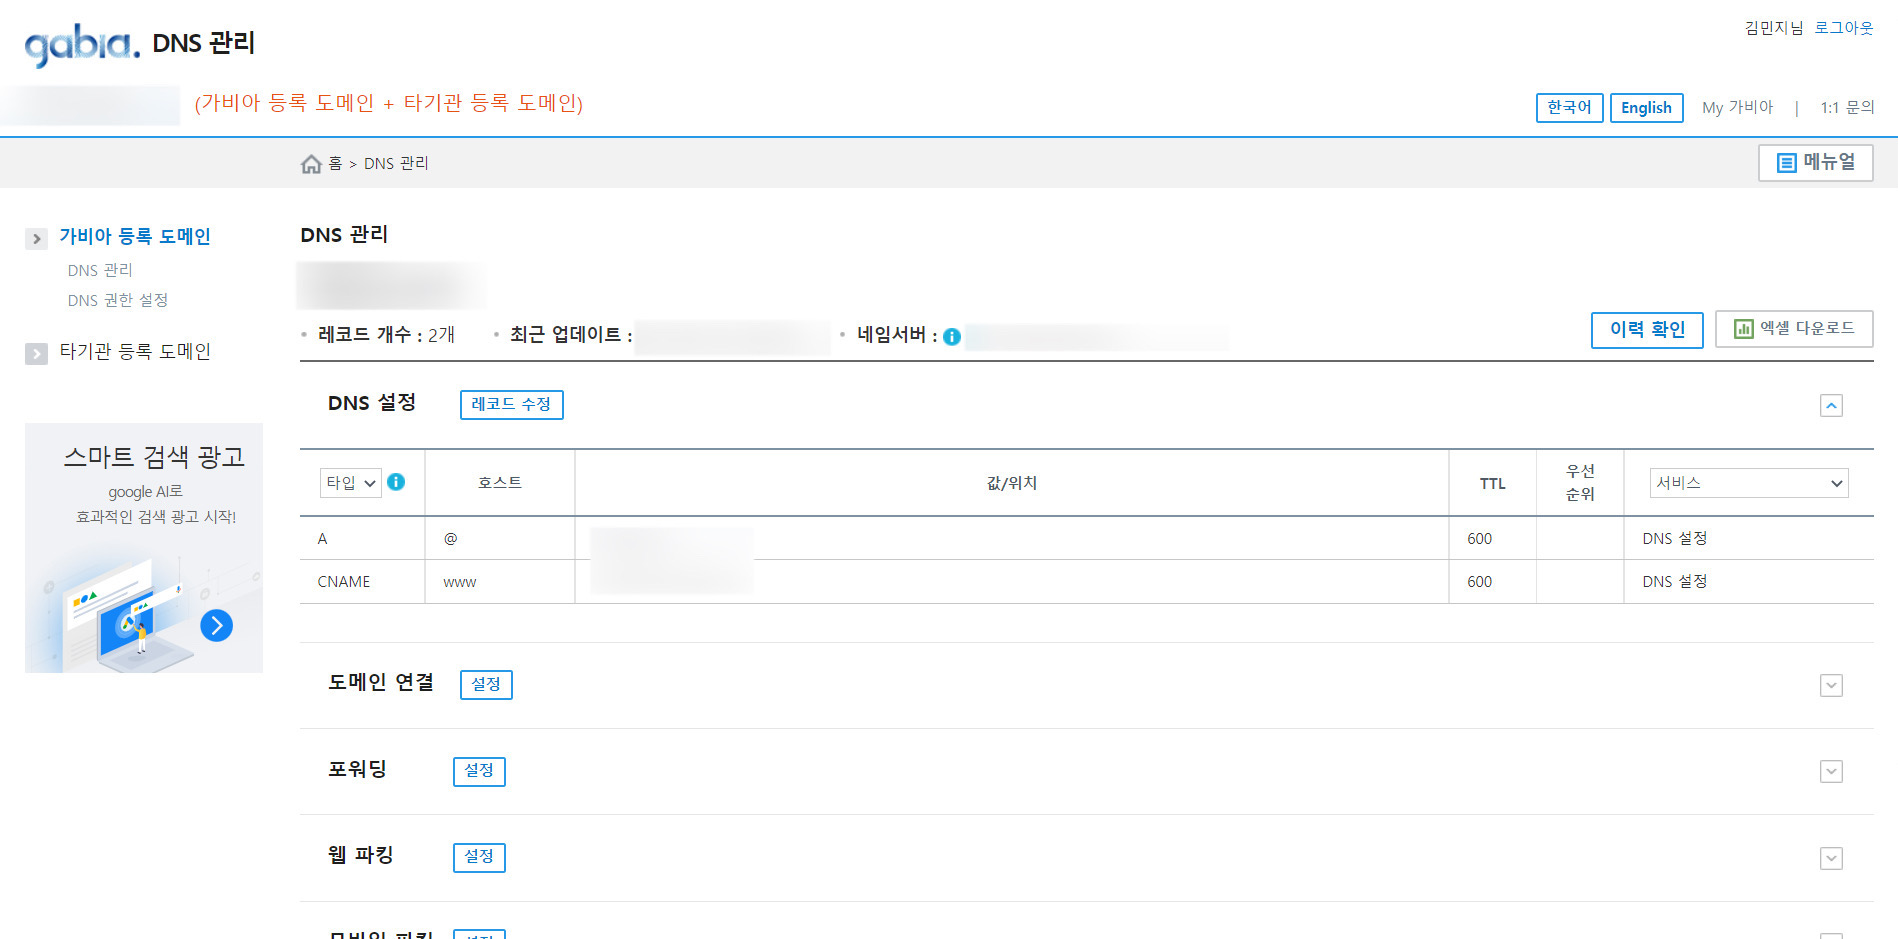 gabia. DNS 관리
김민지님 로그아웃
(가비아 등록 도메인 + 타기관 등록 도메인)
한국어 English My 가비아 | 1:1 문의
홈 > DNS 관리
메뉴얼
가비아 등록 도메인
DNS 관리
DNS 권한 설정
타기관 등록 도메인
스마트 검색 광고
google AI로
효과적인 검색 광고 시작!
DNS 관리
레코드 개수 : 2개
최근 업데이트 :
네임서버 :
이력 확인
엑셀 다운로드
DNS 설정 레코드 수정
타입 호스트 값/위치 TTL 우선 순위 서비스
A @ 600 DNS 설정
CNAME www 600 DNS 설정
도메인 연결 설정
포워딩 설정
웹 파킹 설정